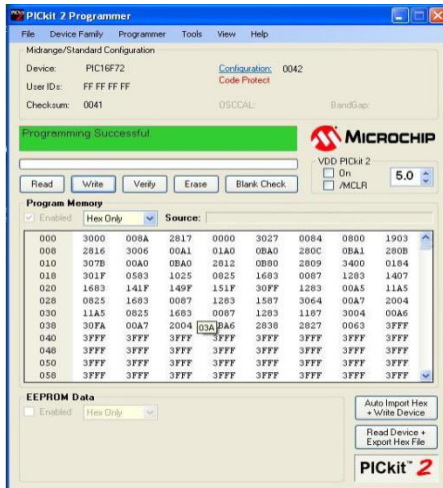 PICkit 2 Programmer
File Device Family Programmer Tools View Help
Midrange/Standard Configuration
Device: PIC16F72 Configuration: 0042
User IDs: FF FF FF FF Code Protect
Checksum: 0041 OSCCAL: BandGap:
Programming Successful.
MICROCHIP
VDD PICkit 2
On
/MCLR
5.0
Read Write Verify Erase Blank Check
Program Memory
Enabled Hex Only Source:
000 3000 008A 2817 0000 3027 0084 0800 1903
008 2816 3006 00A1 01A0 0BA0 280C 0BA1 280B
010 307B 00A0 0BA0 2812 0B80 2809 3400 0184
018 301F 0583 1025 0825 1683 0087 1283 1407
020 1683 141F 149F 151F 30FF 1283 00A5 11A5
028 0825 1683 0087 1283 1587 3064 00A7 2004
030 11A5 0825 1683 0087 1283 1187 3004 00A6
038 30FA 00A7 2004 03A BA6 2838 2827 0063 3FFF
040 3FFF 3FFF 3FFF 3FFF 3FFF 3FFF 3FFF 3FFF
048 3FFF 3FFF 3FFF 3FFF 3FFF 3FFF 3FFF 3FFF
050 3FFF 3FFF 3FFF 3FFF 3FFF 3FFF 3FFF 3FFF
058 3FFF 3FFF 3FFF 3FFF 3FFF 3FFF 3FFF 3FFF
EEPROM Data
Enabled Hex Only
Auto Import Hex
+ Write Device
Read Device +
Export Hex File
PICkit™ 2